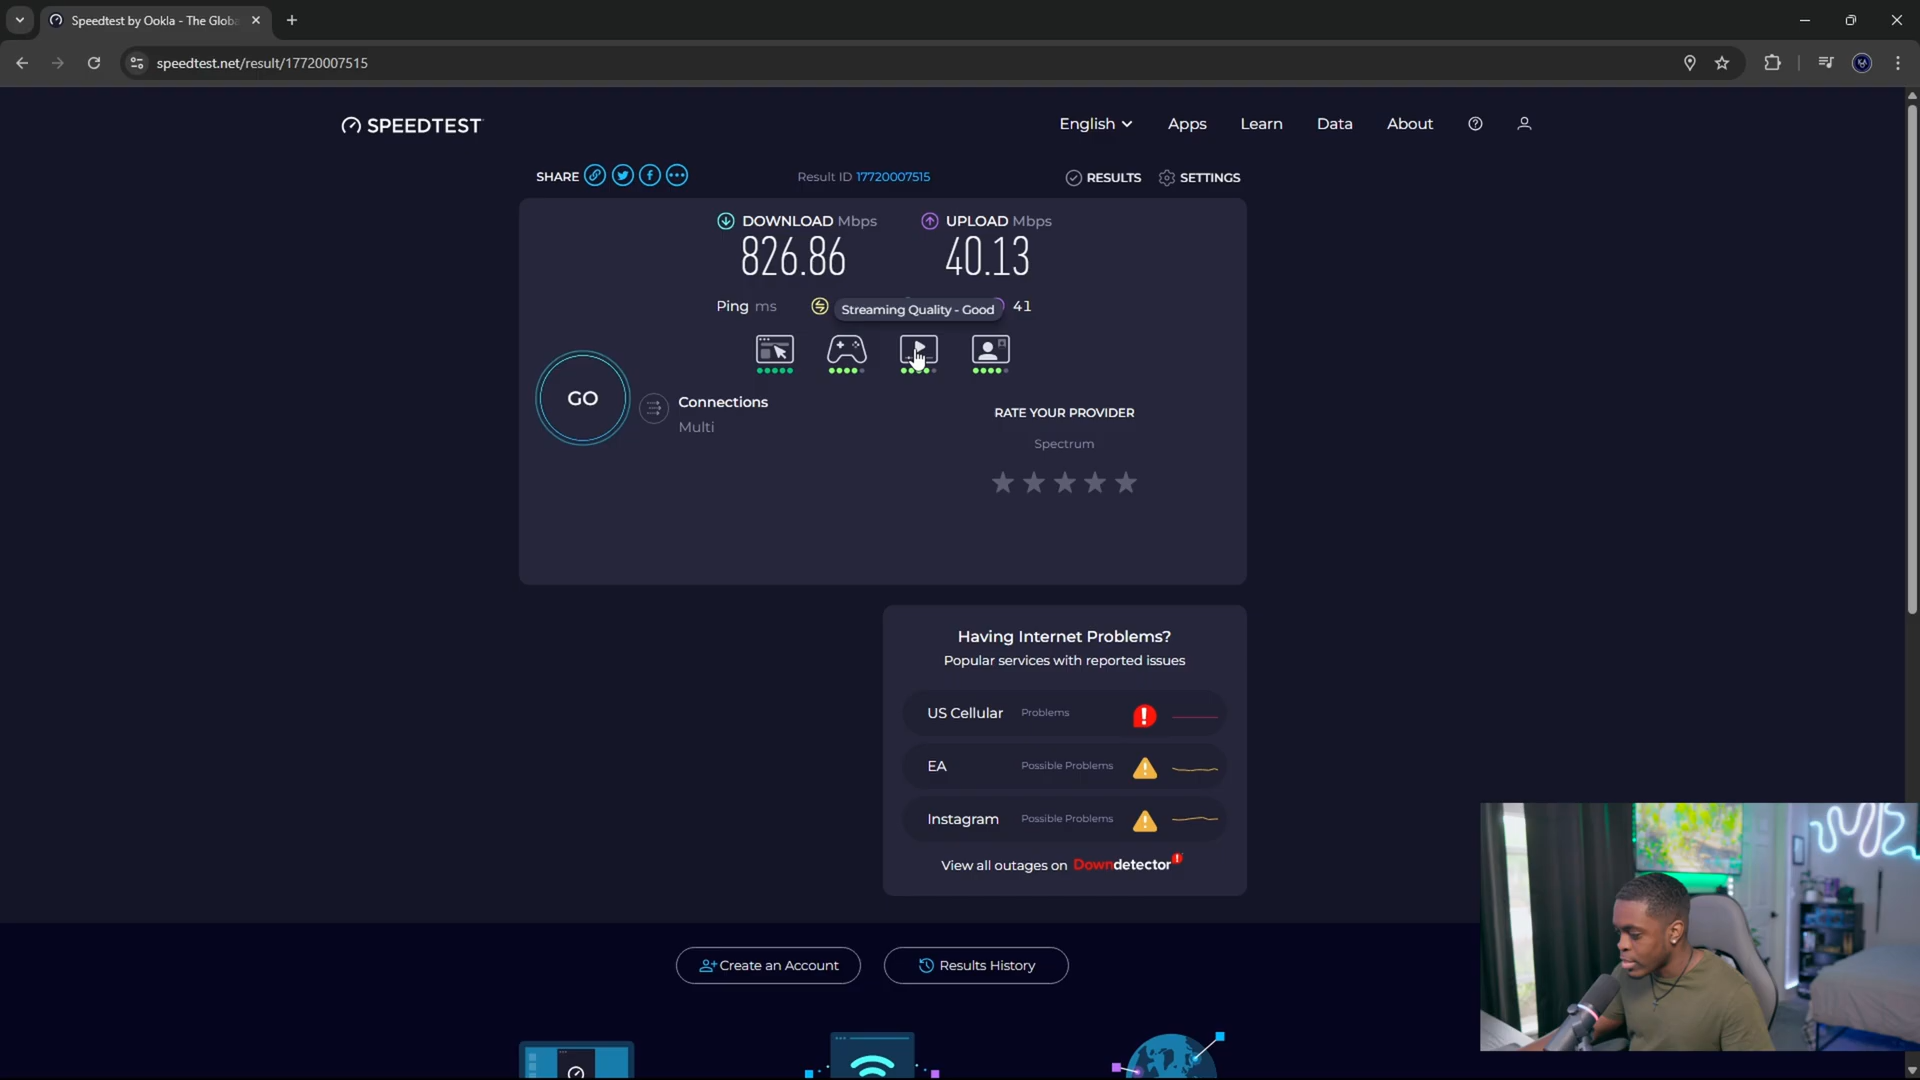 Speedtest by Ookla - The Globa
speedtest.net/result/17720007515
SPEEDTEST
English
Apps
Learn
Data
About
SHARE
Result ID 17720007515
RESULTS
SETTINGS
DOWNLOAD Mbps
UPLOAD Mbps
826.86
40.13
Ping ms
Streaming Quality - Good
41
GO
Connections
Multi
RATE YOUR PROVIDER
Spectrum
Having Internet Problems?
Popular services with reported issues
US Cellular Problems
EA Possible Problems
Instagram Possible Problems
View all outages on Downdetector
Create an Account
Results History